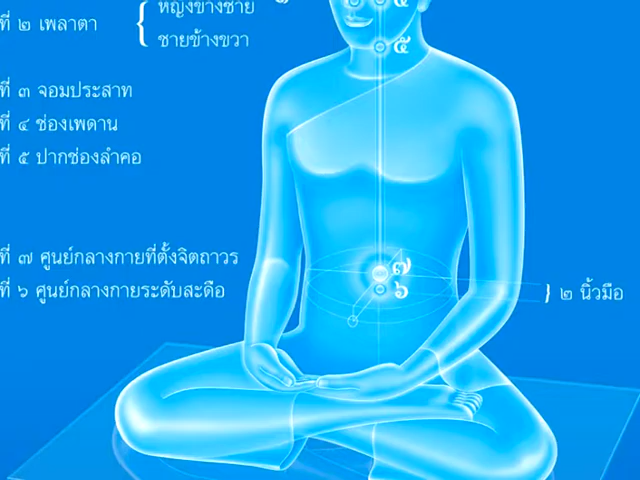 หญิงข้างซ้าย
ที่ ๒ เพลาตา
ชายข้างขวา
๔
๕
ที่ ๓ จอมประสาท
ที่ ๔ ช่องเพดาน
ที่ ๕ ปากช่องลำคอ
ที่ ๗ ศูนย์กลางกายที่ตั้งจิตถาวร
๗
ที่ ๖ ศูนย์กลางกายระดับสะดือ
๖
๒ นิ้วมือ